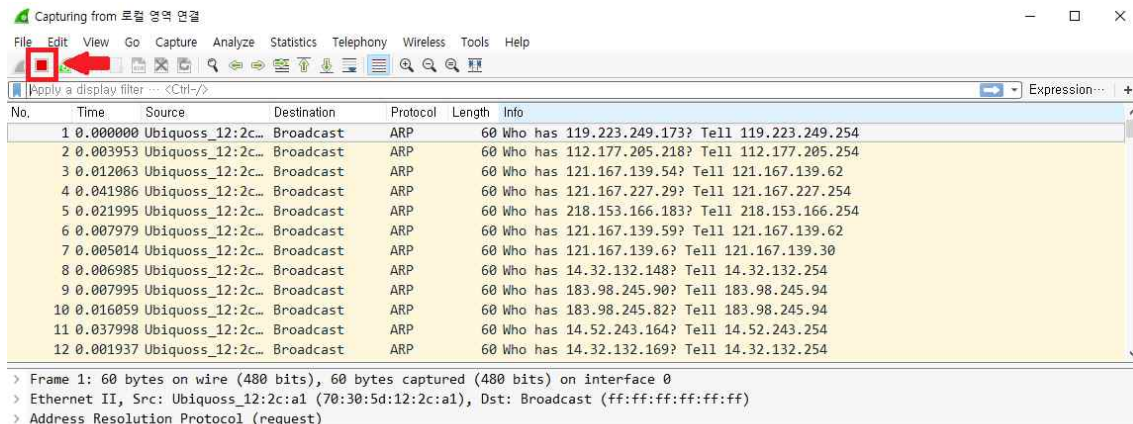 Capturing from 로컬 영역 연결
File Edit View Go Capture Analyze Statistics Telephony Wireless Tools Help
Apply a display filter ... <Ctrl-/> Expression... +
No. Time Source Destination Protocol Length Info
1 0.000000 Ubiquoss_12:2c… Broadcast ARP 60 Who has 119.223.249.173? Tell 119.223.249.254
2 0.003953 Ubiquoss_12:2c… Broadcast ARP 60 Who has 112.177.205.218? Tell 112.177.205.254
3 0.012063 Ubiquoss_12:2c… Broadcast ARP 60 Who has 121.167.139.54? Tell 121.167.139.62
4 0.041986 Ubiquoss_12:2c… Broadcast ARP 60 Who has 121.167.227.29? Tell 121.167.227.254
5 0.021995 Ubiquoss_12:2c… Broadcast ARP 60 Who has 218.153.166.183? Tell 218.153.166.254
6 0.007979 Ubiquoss_12:2c… Broadcast ARP 60 Who has 121.167.139.59? Tell 121.167.139.62
7 0.005014 Ubiquoss_12:2c… Broadcast ARP 60 Who has 121.167.139.6? Tell 121.167.139.30
8 0.006985 Ubiquoss_12:2c… Broadcast ARP 60 Who has 14.32.132.148? Tell 14.32.132.254
9 0.007995 Ubiquoss_12:2c… Broadcast ARP 60 Who has 183.98.245.90? Tell 183.98.245.94
10 0.016059 Ubiquoss_12:2c… Broadcast ARP 60 Who has 183.98.245.82? Tell 183.98.245.94
11 0.037998 Ubiquoss_12:2c… Broadcast ARP 60 Who has 14.52.243.164? Tell 14.52.243.254
12 0.001937 Ubiquoss_12:2c… Broadcast ARP 60 Who has 14.32.132.169? Tell 14.32.132.254
> Frame 1: 60 bytes on wire (480 bits), 60 bytes captured (480 bits) on interface 0
> Ethernet II, Src: Ubiquoss_12:2c:a1 (70:30:5d:12:2c:a1), Dst: Broadcast (ff:ff:ff:ff:ff:ff)
> Address Resolution Protocol (request)